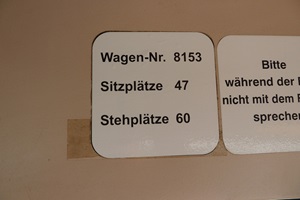 Wagen-Nr. 8153
Sitzplätze 47
Stehplätze 60
Bitte
während der
nicht mit dem